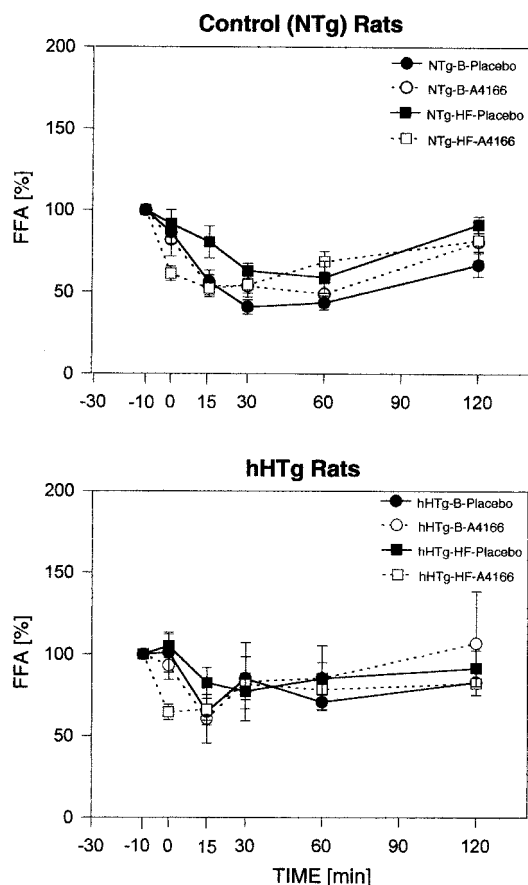 Control (NTg) Rats
200
NTg-B-Placebo
NTg-B-A4166
150
NTg-HF-Placebo
NTg-HF-A4166
FFA [%]
100
50
0
-30 -10 0 15 30 60 90 120
hHTg Rats
200
hHTg-B-Placebo
hHTg-B-A4166
150
hHTg-HF-Placebo
hHTg-HF-A4166
FFA [%]
100
50
0
-30 -10 0 15 30 60 90 120
TIME [min]